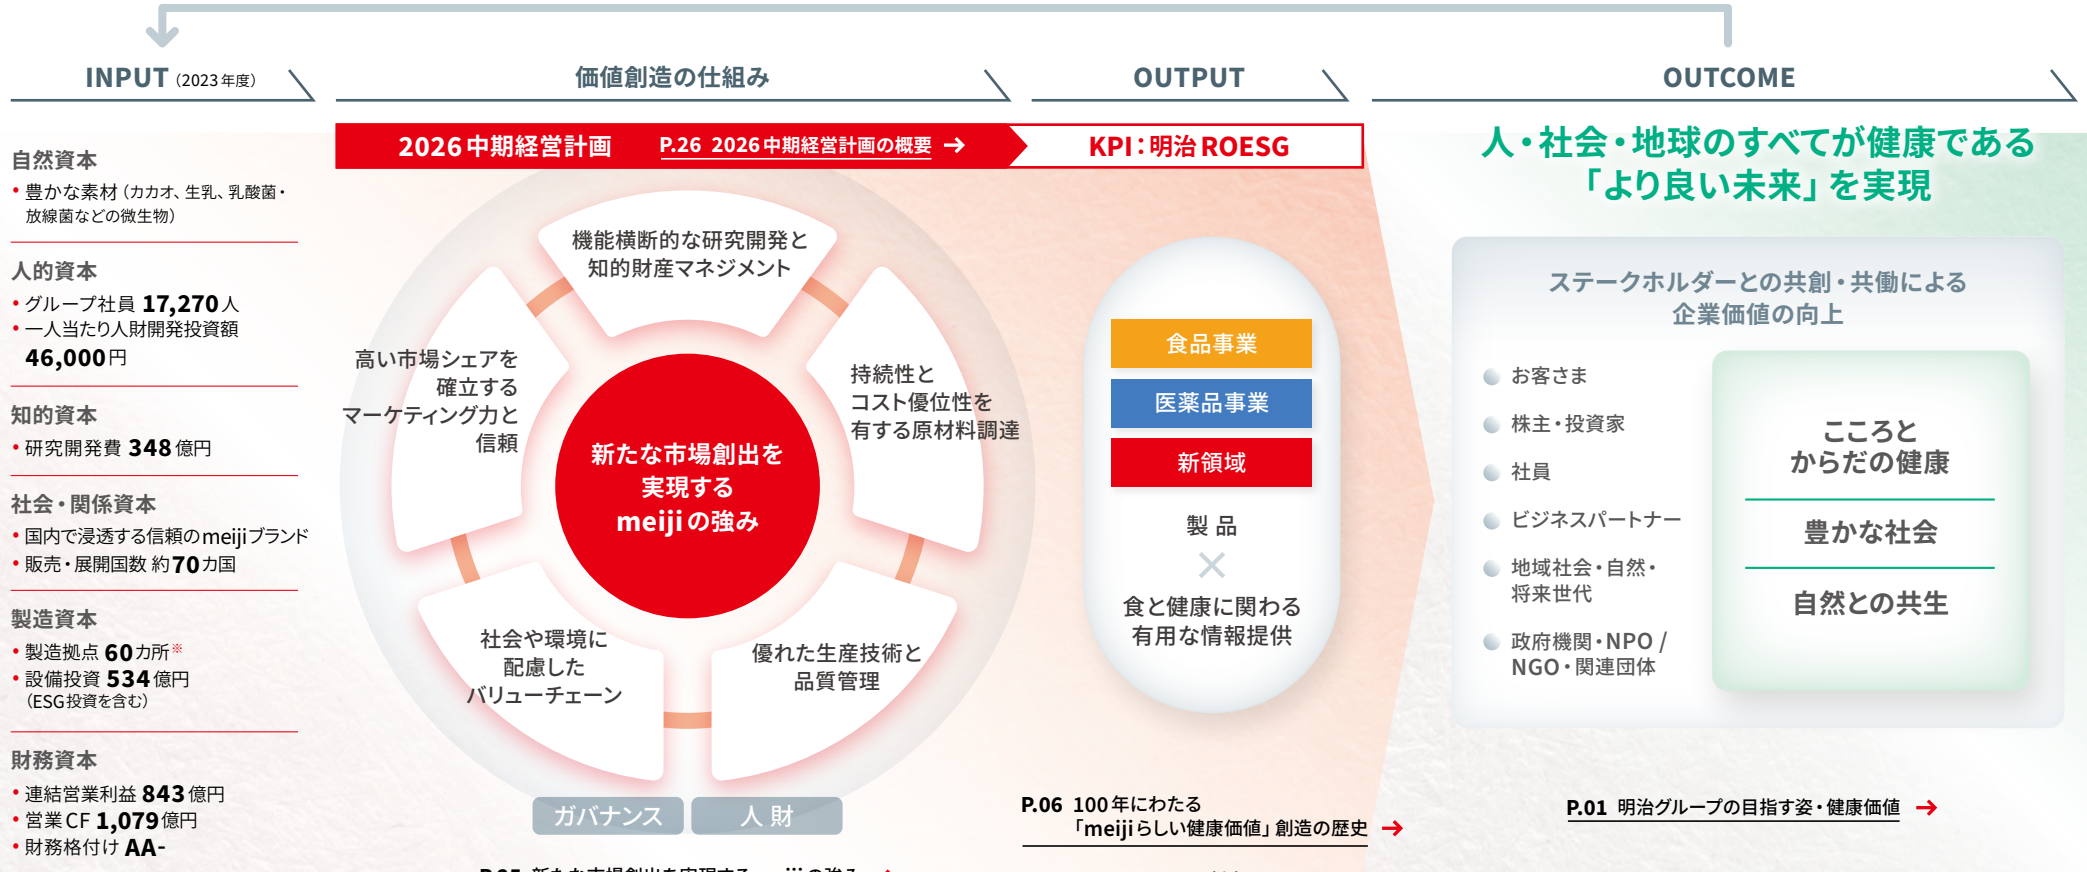 INPUT（2023年度）
価値創造の仕組み
OUTPUT
OUTCOME
自然資本
• 豊かな素材（カカオ、生乳、乳酸菌・
放線菌などの微生物）
人的資本
• グループ社員 17,270人
• 一人当たり人財開発投資額
46,000円
知的資本
• 研究開発費 348億円
社会・関係資本
• 国内で浸透する信頼のmeijiブランド
• 販売・展開国数 約70カ国
製造資本
• 製造拠点 60カ所※
• 設備投資 534億円
（ESG投資を含む）
財務資本
• 連結営業利益 843億円
• 営業CF 1,079億円
• 財務格付け AA-
2026中期経営計画 P.26 2026中期経営計画の概要 →
機能横断的な研究開発と
知的財産マネジメント
高い市場シェアを
確立する
マーケティング力と
信頼
持続性と
コスト優位性を
有する原材料調達
新たな市場創出を
実現する
meijiの強み
社会や環境に
配慮した
バリューチェーン
優れた生産技術と
品質管理
ガバナンス
人財
新たな市場創出を実現する meijiの強み
KPI：明治ROESG
食品事業
医薬品事業
新領域
製品
×
食と健康に関わる
有用な情報提供
P.06 100年にわたる
「meijiらしい健康価値」創造の歴史 →
人・社会・地球のすべてが健康である
「より良い未来」を実現
ステークホルダーとの共創・共働による
企業価値の向上
お客さま
株主・投資家
社員
ビジネスパートナー
地域社会・自然・
将来世代
政府機関・NPO /
NGO・関連団体
こころと
からだの健康
豊かな社会
自然との共生
P.01 明治グループの目指す姿・健康価値 →